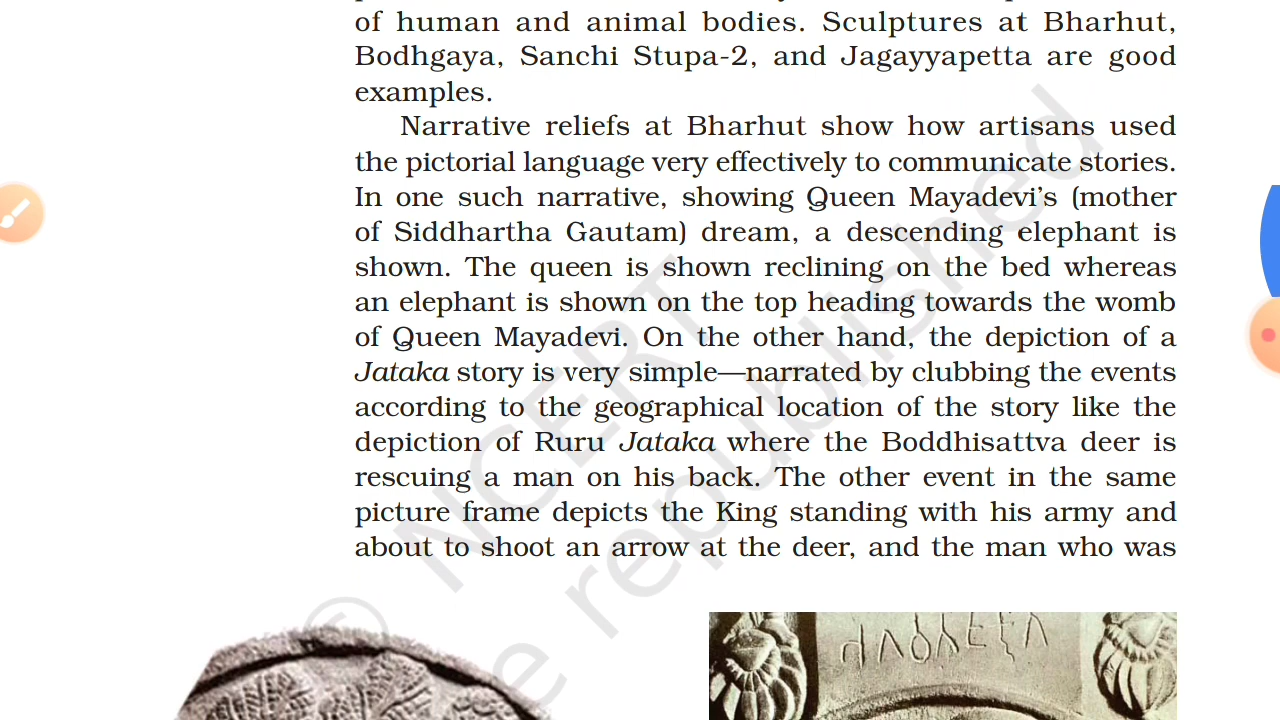 of human and animal bodies. Sculptures at Bharhut,
Bodhgaya, Sanchi Stupa-2, and Jagayyapetta are good
examples.
Narrative reliefs at Bharhut show how artisans used
the pictorial language very effectively to communicate stories.
In one such narrative, showing Queen Mayadevi’s (mother
of Siddhartha Gautam) dream, a descending elephant is
shown. The queen is shown reclining on the bed whereas
an elephant is shown on the top heading towards the womb
of Queen Mayadevi. On the other hand, the depiction of a
Jataka story is very simple—narrated by clubbing the events
according to the geographical location of the story like the
depiction of Ruru Jataka where the Boddhisattva deer is
rescuing a man on his back. The other event in the same
picture frame depicts the King standing with his army and
about to shoot an arrow at the deer, and the man who was
© NCERT
republished